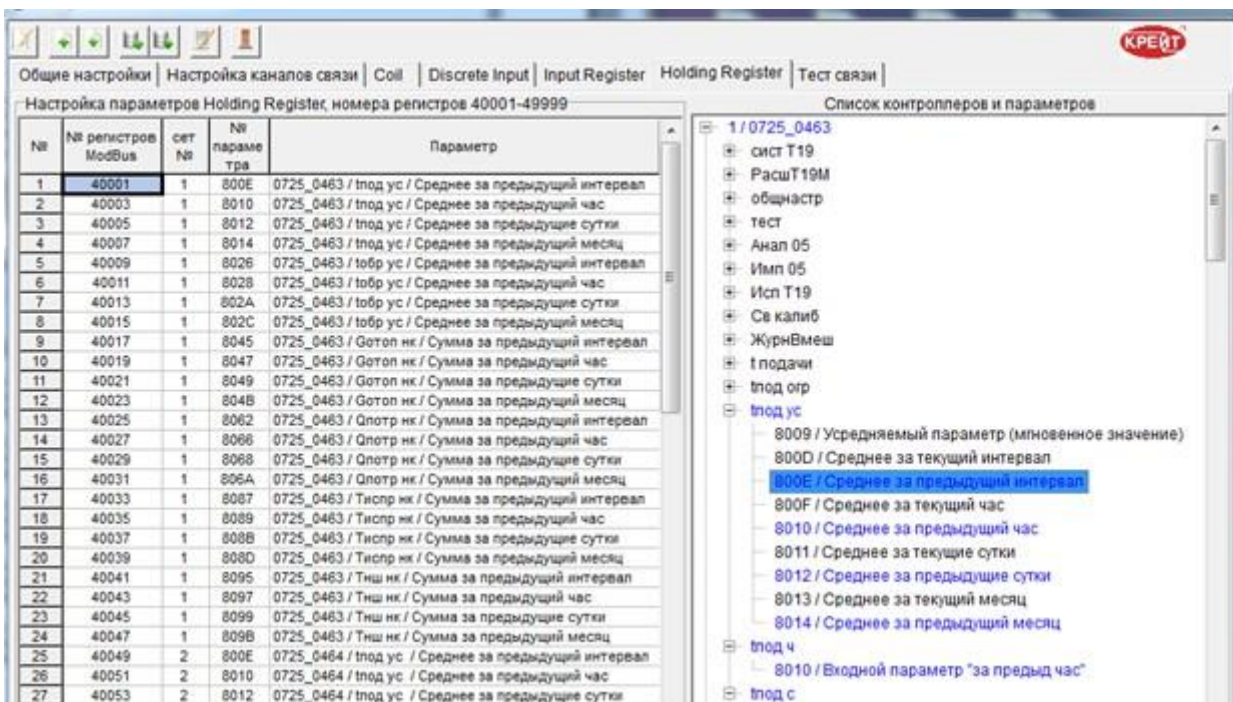 КРЕЙТ
Общие настройки Настройка каналов связи Coil Discrete Input Input Register Holding Register Тест связи
Настройка параметров Holding Register, номера регистров 40001-49999
№ № регистров ModBus сет № № параме тра Параметр
1 40001 1 800E 0725_0463 / tпод ус / Среднее за предыдущий интервал
2 40003 1 8010 0725_0463 / tпод ус / Среднее за предыдущий час
3 40005 1 8012 0725_0463 / tпод ус / Среднее за предыдущие сутки
4 40007 1 8014 0725_0463 / tпод ус / Среднее за предыдущий месяц
5 40009 1 8026 0725_0463 / tобр ус / Среднее за предыдущий интервал
6 40011 1 8028 0725_0463 / tобр ус / Среднее за предыдущий час
7 40013 1 802A 0725_0463 / tобр ус / Среднее за предыдущие сутки
8 40015 1 802C 0725_0463 / tобр ус / Среднее за предыдущий месяц
9 40017 1 8045 0725_0463 / Gотоп нк / Сумма за предыдущий интервал
10 40019 1 8047 0725_0463 / Gотоп нк / Сумма за предыдущий час
11 40021 1 8049 0725_0463 / Gотоп нк / Сумма за предыдущие сутки
12 40023 1 804B 0725_0463 / Gотоп нк / Сумма за предыдущий месяц
13 40025 1 8062 0725_0463 / Qпотр нк / Сумма за предыдущий интервал
14 40027 1 8066 0725_0463 / Qпотр нк / Сумма за предыдущий час
15 40029 1 8068 0725_0463 / Qпотр нк / Сумма за предыдущие сутки
16 40031 1 806A 0725_0463 / Qпотр нк / Сумма за предыдущий месяц
17 40033 1 8087 0725_0463 / Tиспр нк / Сумма за предыдущий интервал
18 40035 1 8089 0725_0463 / Tиспр нк / Сумма за предыдущий час
19 40037 1 808B 0725_0463 / Tиспр нк / Сумма за предыдущие сутки
20 40039 1 808D 0725_0463 / Tиспр нк / Сумма за предыдущий месяц
21 40041 1 8095 0725_0463 / Tнш нк / Сумма за предыдущий интервал
22 40043 1 8097 0725_0463 / Tнш нк / Сумма за предыдущий час
23 40045 1 8099 0725_0463 / Tнш нк / Сумма за предыдущие сутки
24 40047 1 809B 0725_0463 / Tнш нк / Сумма за предыдущий месяц
25 40049 2 800E 0725_0464 / tпод ус / Среднее за предыдущий интервал
26 40051 2 8010 0725_0464 / tпод ус / Среднее за предыдущий час
27 40053 2 8012 0725_0464 / tпод ус / Среднее за предыдущие сутки
Список контроллеров и параметров
1 / 0725_0463
сист Т19
РасшТ19М
общнастр
тест
Анал 05
Имп 05
Исп Т19
Св калиб
ЖурнВмеш
t подачи
tпод огр
tпод ус
8009 / Усредняемый параметр (мгновенное значение)
800D / Среднее за текущий интервал
800E / Среднее за предыдущий интервал
800F / Среднее за текущий час
8010 / Среднее за предыдущий час
8011 / Среднее за текущие сутки
8012 / Среднее за предыдущие сутки
8013 / Среднее за текущий месяц
8014 / Среднее за предыдущий месяц
tпод ч
8010 / Входной параметр "за предыд час"
tпод с